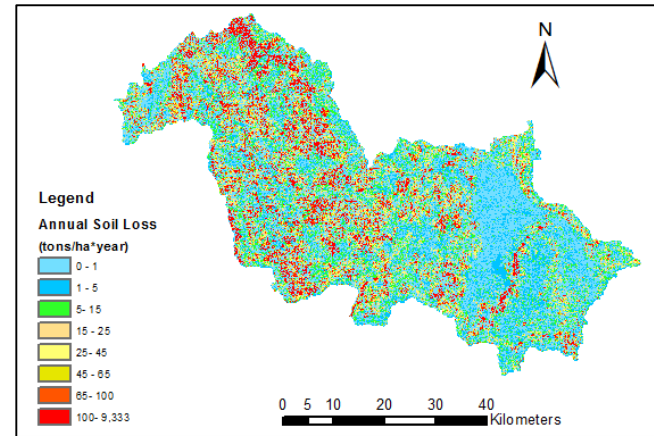 N
Legend
Annual Soil Loss
(tons/ha*year)
0 - 1
1 - 5
5- 15
15 - 25
25- 45
45 - 65
65- 100
100- 9,333
0 5 10 20 30 40
Kilometers